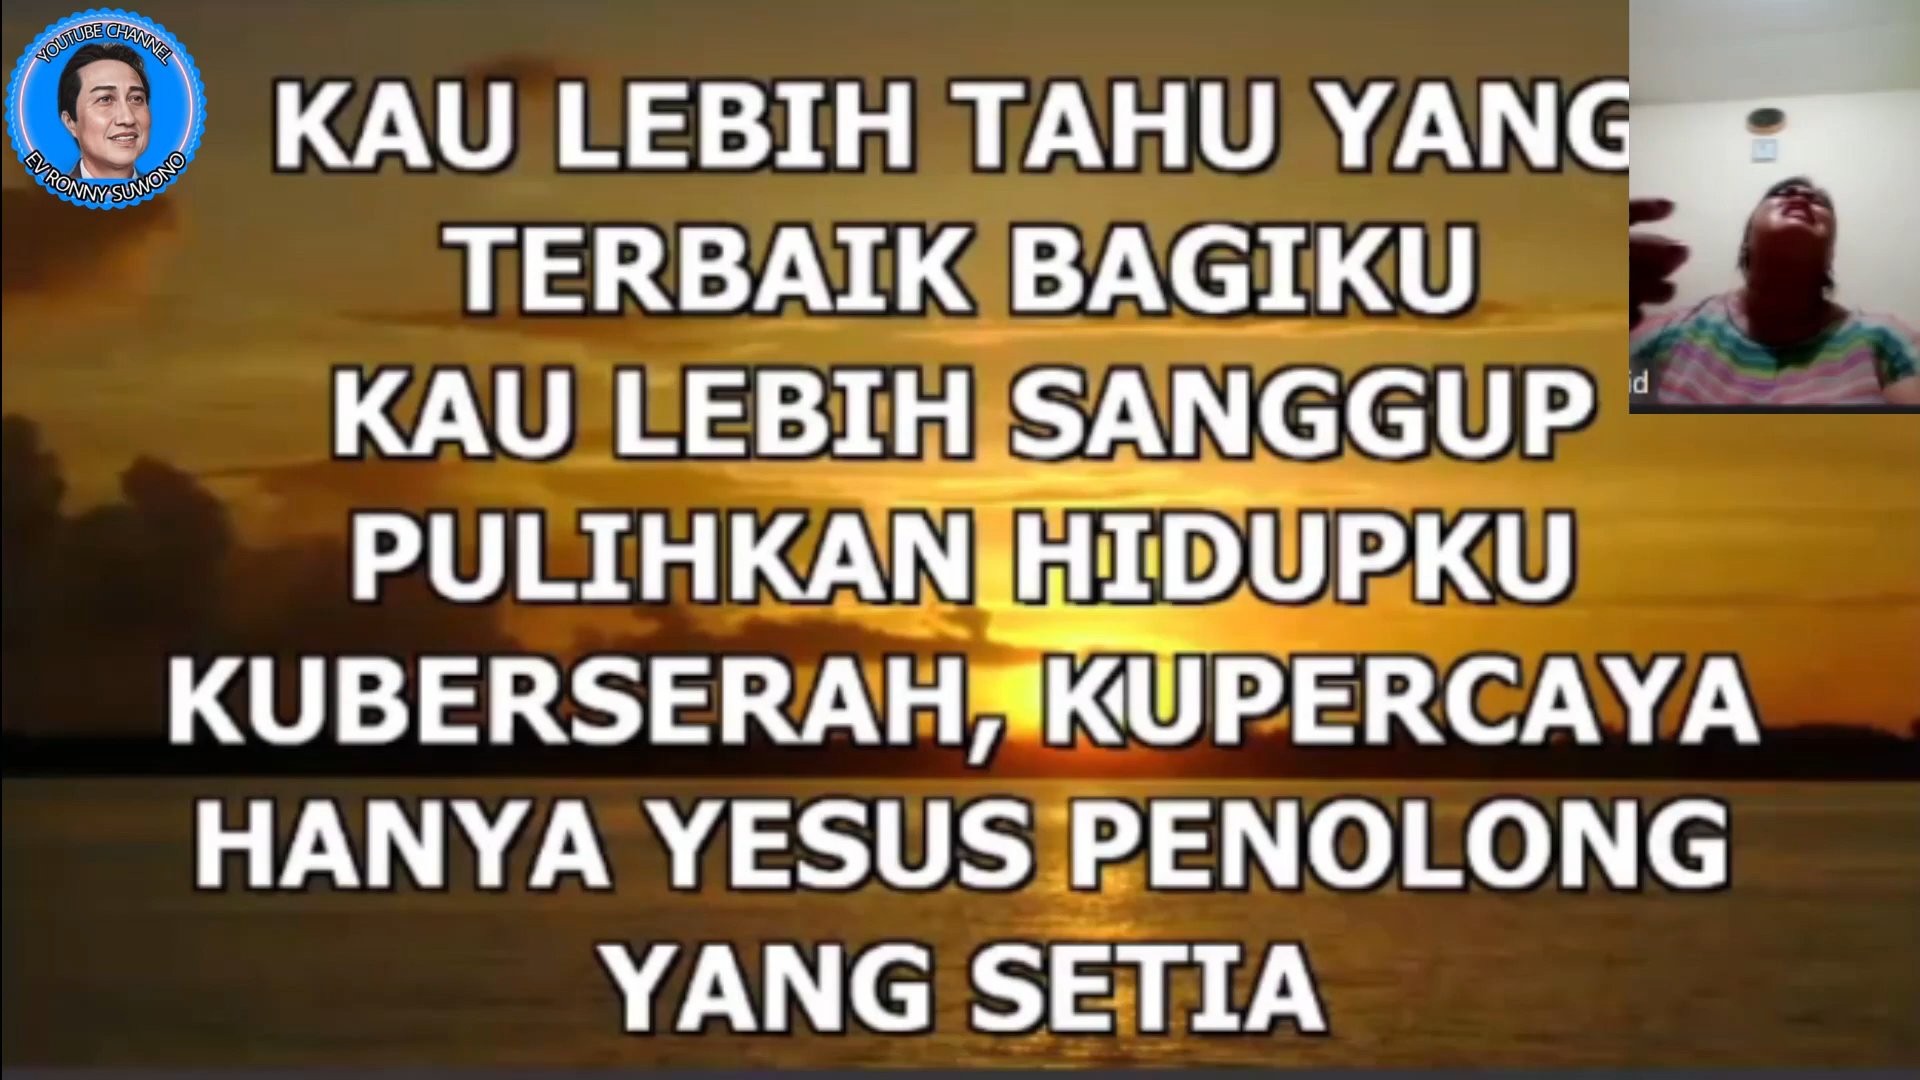 YOUTUBE CHANNEL
EV RONNY SUWONO
KAU LEBIH TAHU YANG
TERBAIK BAGIKU
KAU LEBIH SANGGUP
PULIHKAN HIDUPKU
KUBERSERAH, KUPERCAYA
HANYA YESUS PENOLONG
YANG SETIA
id